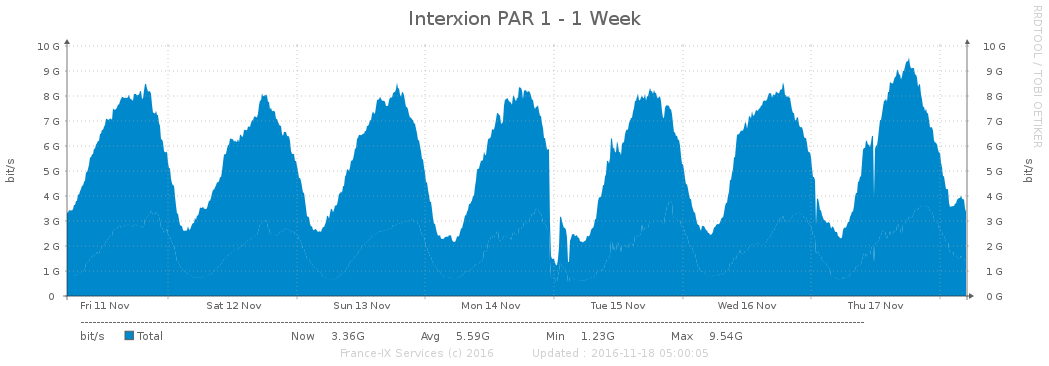 Interxion PAR 1 - 1 Week
RRDTOOL / TOBI OETIKER
bit/s
bit/s
10 G 10 G
9 G 9 G
8 G 8 G
7 G 7 G
6 G 6 G
5 G 5 G
4 G 4 G
3 G 3 G
2 G 2 G
1 G 1 G
0 0 G
Fri 11 Nov Sat 12 Nov Sun 13 Nov Mon 14 Nov Tue 15 Nov Wed 16 Nov Thu 17 Nov
bit/s Total Now 3.36G Avg 5.59G Min 1.23G Max 9.54G
France-IX Services (c) 2016 Updated : 2016-11-18 05:00:05